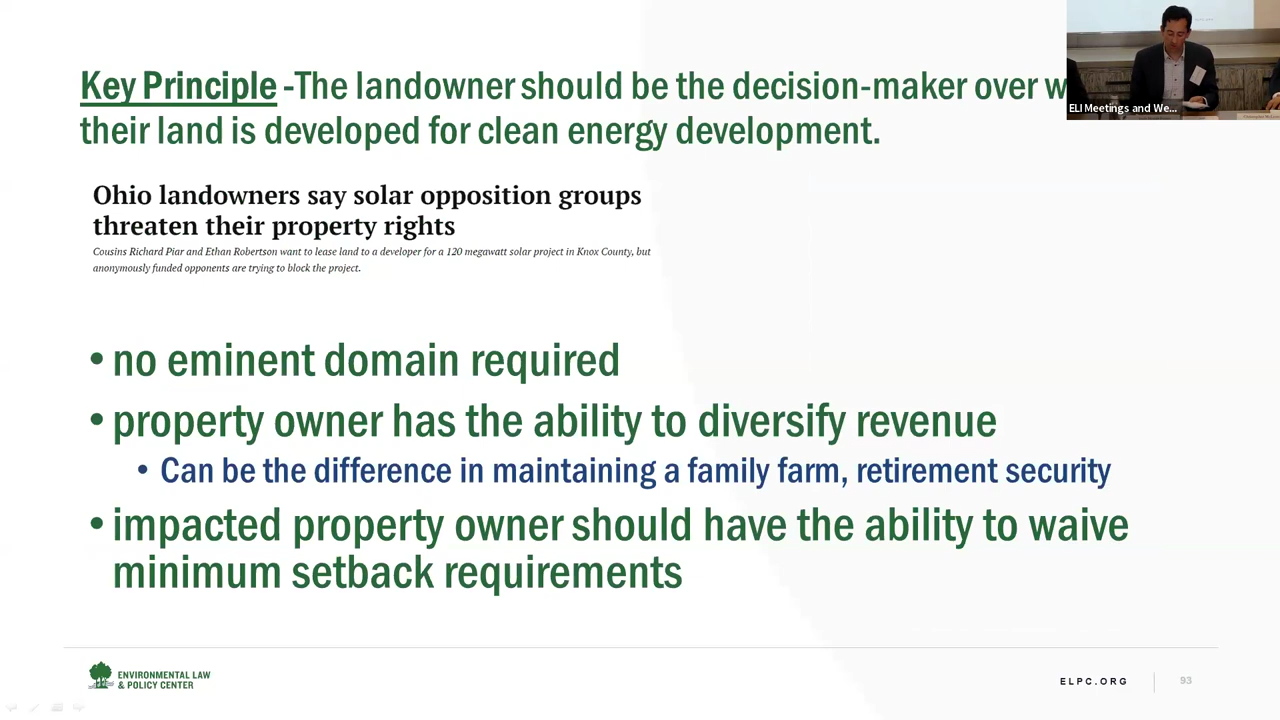 Key Principle -The landowner should be the decision-maker over
their land is developed for clean energy development.
ELI Meetings and We...
Ohio landowners say solar opposition groups
threaten their property rights
Cousins Richard Piar and Ethan Robertson want to lease land to a developer for a 120 megawatt solar project in Knox County, but
anonymously funded opponents are trying to block the project.
• no eminent domain required
• property owner has the ability to diversify revenue
• Can be the difference in maintaining a family farm, retirement security
• impacted property owner should have the ability to waive
minimum setback requirements
ENVIRONMENTAL LAW
& POLICY CENTER
ELPC.ORG
93